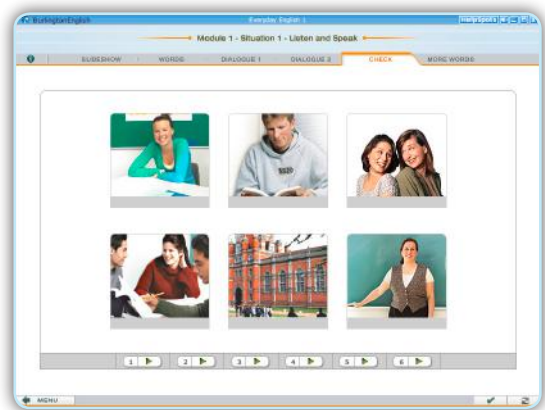 BurlingtonEnglish
Everyday English 1
Help
Module 1 - Situation 1 - Listen and Speak
SLIDESHOW WORDS DIALOGUE 1 DIALOGUE 2 CHECK MORE WORDS
1 2 3 4 5 6
MENU